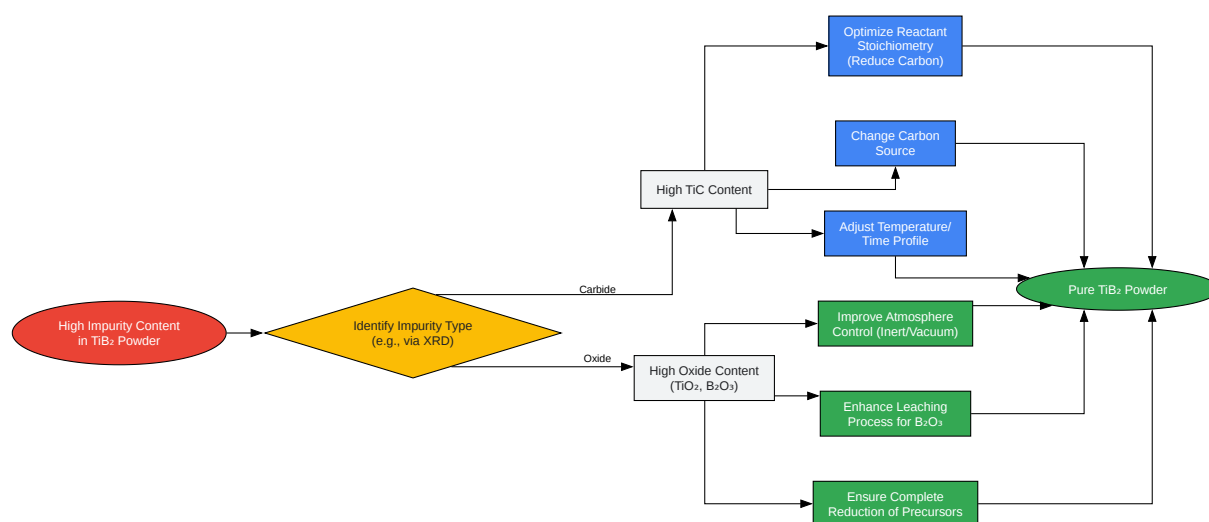 High Impurity Content
in TiB₂ Powder
Identify Impurity Type
(e.g., via XRD)
Carbide
Oxide
High TiC Content
High Oxide Content
(TiO₂, B₂O₃)
Optimize Reactant
Stoichiometry
(Reduce Carbon)
Change Carbon
Source
Adjust Temperature/
Time Profile
Improve Atmosphere
Control (Inert/Vacuum)
Enhance Leaching
Process for B₂O₃
Ensure Complete
Reduction of Precursors
Pure TiB₂ Powder